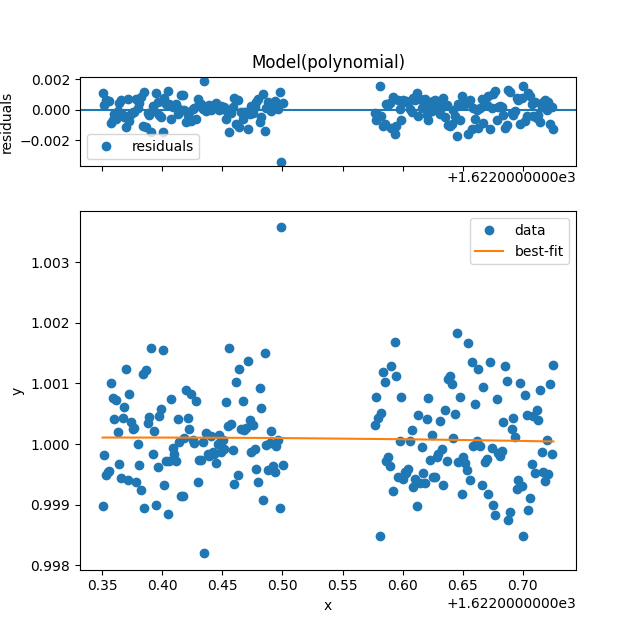 Model(polynomial)
0.002
0.000
−0.002
residuals
residuals
+1.6220000000e3
1.003
1.002
1.001
1.000
0.999
0.998
y
data
best-fit
0.35 0.40 0.45 0.50 0.55 0.60 0.65 0.70
x
+1.6220000000e3